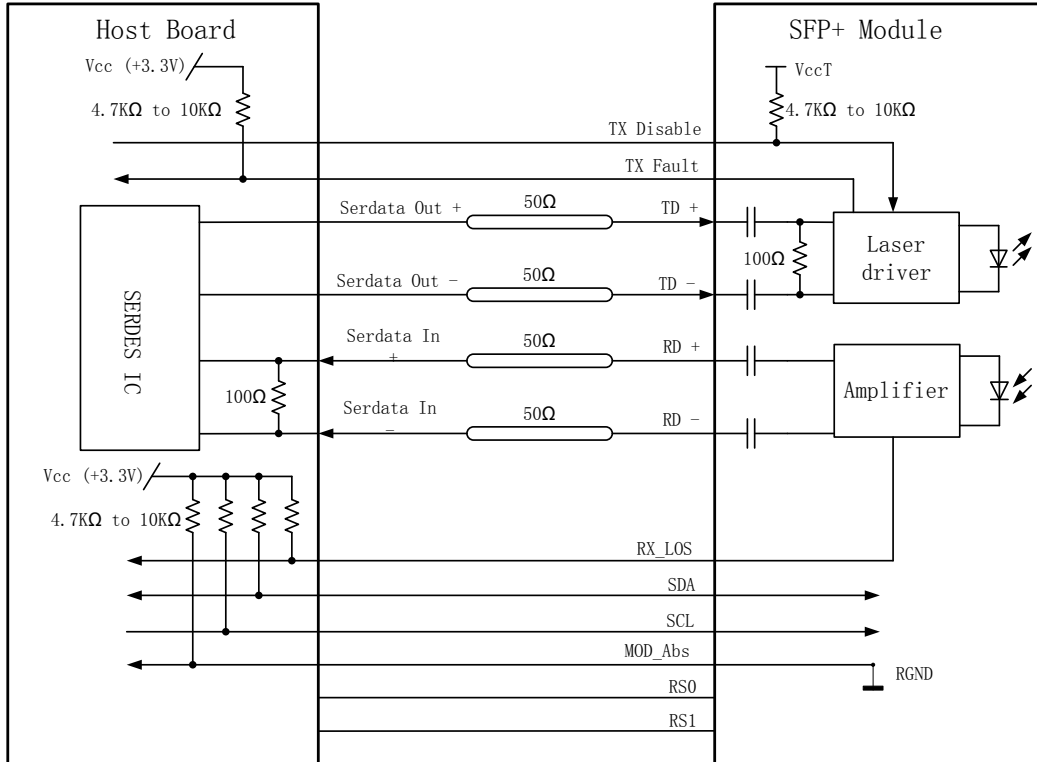 Host Board
SFP+ Module
Vcc (+3.3V)
VccT
4.7KΩ to 10KΩ
4.7KΩ to 10KΩ
TX Disable
TX Fault
Serdata Out +
50Ω
TD +
Laser
driver
100Ω
Serdata Out -
50Ω
TD -
SERDES IC
Serdata In
+
50Ω
RD +
100Ω
Amplifier
Serdata In
-
50Ω
RD -
Vcc (+3.3V)
4.7KΩ to 10KΩ
RX_LOS
SDA
SCL
MOD_Abs
RGND
RS0
RS1